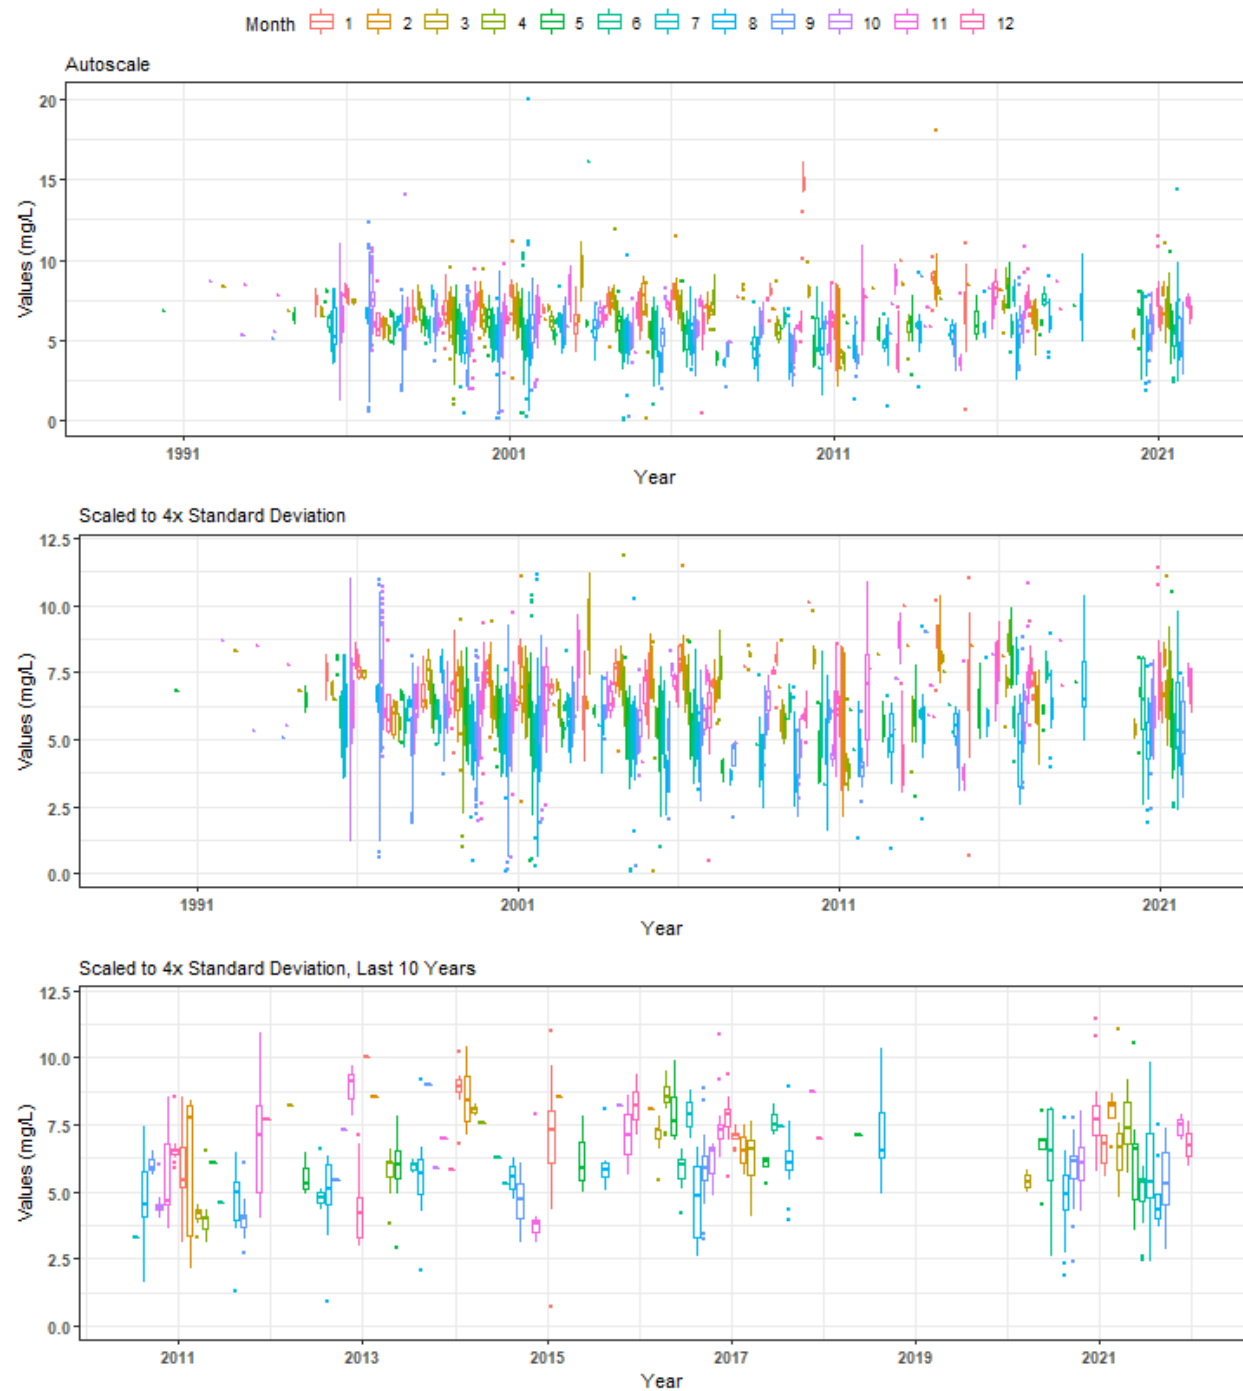 Month 1 2 3 4 5 6 7 8 9 10 11 12
Autoscale
Values (mg/L)
20
15
10
5
0
1991 2001 2011 2021
Year
Scaled to 4x Standard Deviation
Values (mg/L)
12.5
10.0
7.5
5.0
2.5
0.0
1991 2001 2011 2021
Year
Scaled to 4x Standard Deviation, Last 10 Years
Values (mg/L)
12.5
10.0
7.5
5.0
2.5
0.0
2011 2013 2015 2017 2019 2021
Year